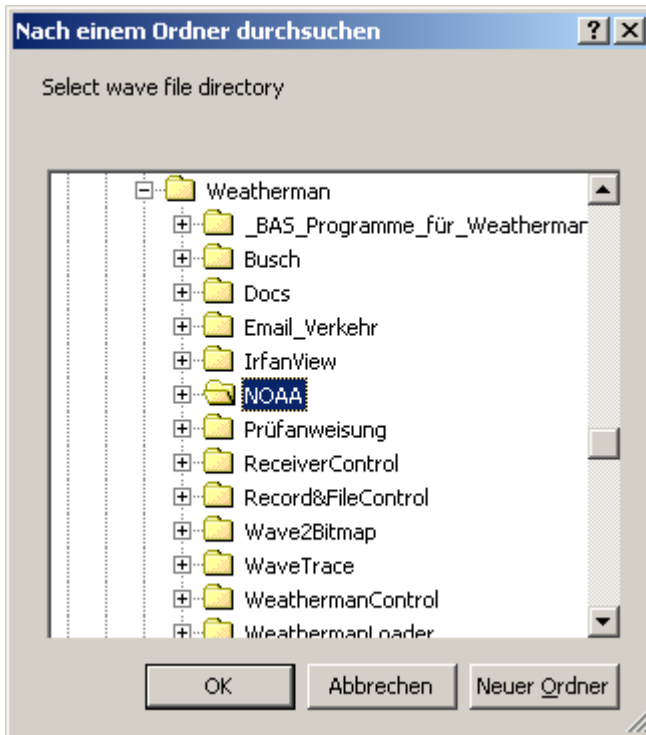 Nach einem Ordner durchsuchen
Select wave file directory
Weatherman
_BAS_Programme_für_Weatherman
Busch
Docs
Email_Verkehr
IrfanView
NOAA
Prüfanweisung
ReceiverControl
Record&FileControl
Wave2Bitmap
WaveTrace
WeathermanControl
WeathermanLoader
OK
Abbrechen
Neuer Ordner